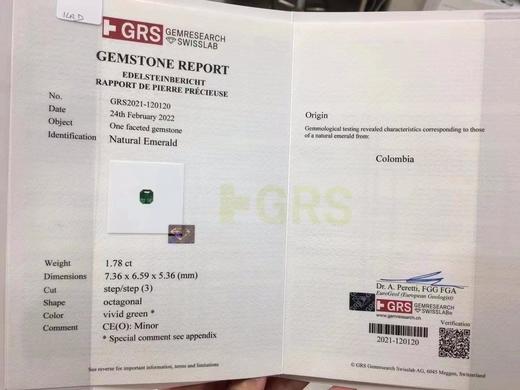 GRS GEMRESEARCH
SWISSLAB
GEMSTONE REPORT
EDELSTEINBERICHT
RAPPORT DE PIERRE PRÉCIEUSE
No. GRS2021-120120
Date 24th February 2022
Object One faceted gemstone
Identification Natural Emerald
Weight 1.78 ct
Dimensions 7.36 x 6.59 x 5.36 (mm)
Cut step/step (3)
Shape octagonal
Color vivid green *
Comment CE(O): Minor
* Special comment see appendix
See reverse for important information, terms and limitations
GRS
Origin
Gemmological testing revealed characteristics corresponding to those
of a natural emerald from:
Colombia
Dr. A. Peretti, FGG FGA
EuroGeol (European Geologist)
GRS GEMRESEARCH
SWISSLAB
Verification
2021-120120
© GRS Gemresearch Swisslab AG, 6045 Meggen, Switzerland